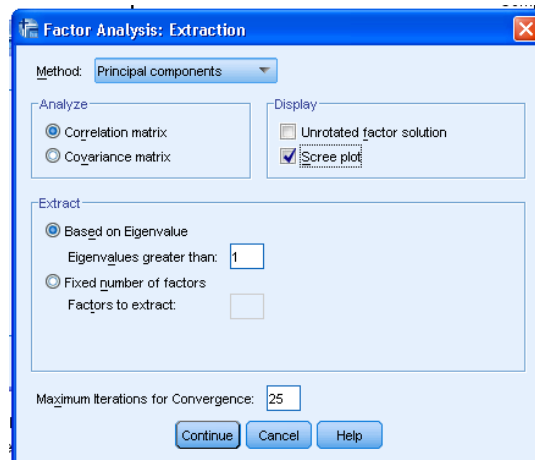 Factor Analysis: Extraction
Method: Principal components
Analyze
Correlation matrix
Covariance matrix
Display
Unrotated factor solution
Scree plot
Extract
Based on Eigenvalue
Eigenvalues greater than: 1
Fixed number of factors
Factors to extract:
Maximum Iterations for Convergence: 25
Continue Cancel Help